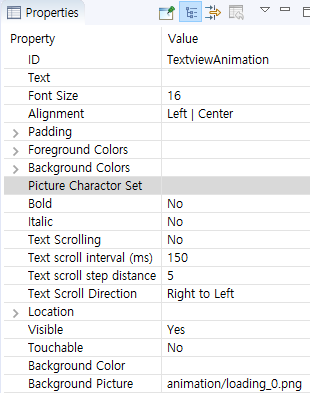 Properties
Property Value
ID TextviewAnimation
Text
Font Size 16
Alignment Left | Center
Padding
Foreground Colors
Background Colors
Picture Charactor Set
Bold No
Italic No
Text Scrolling No
Text scroll interval (ms) 150
Text scroll step distance 5
Text Scroll Direction Right to Left
Location
Visible Yes
Touchable No
Background Color
Background Picture animation/loading_0.png